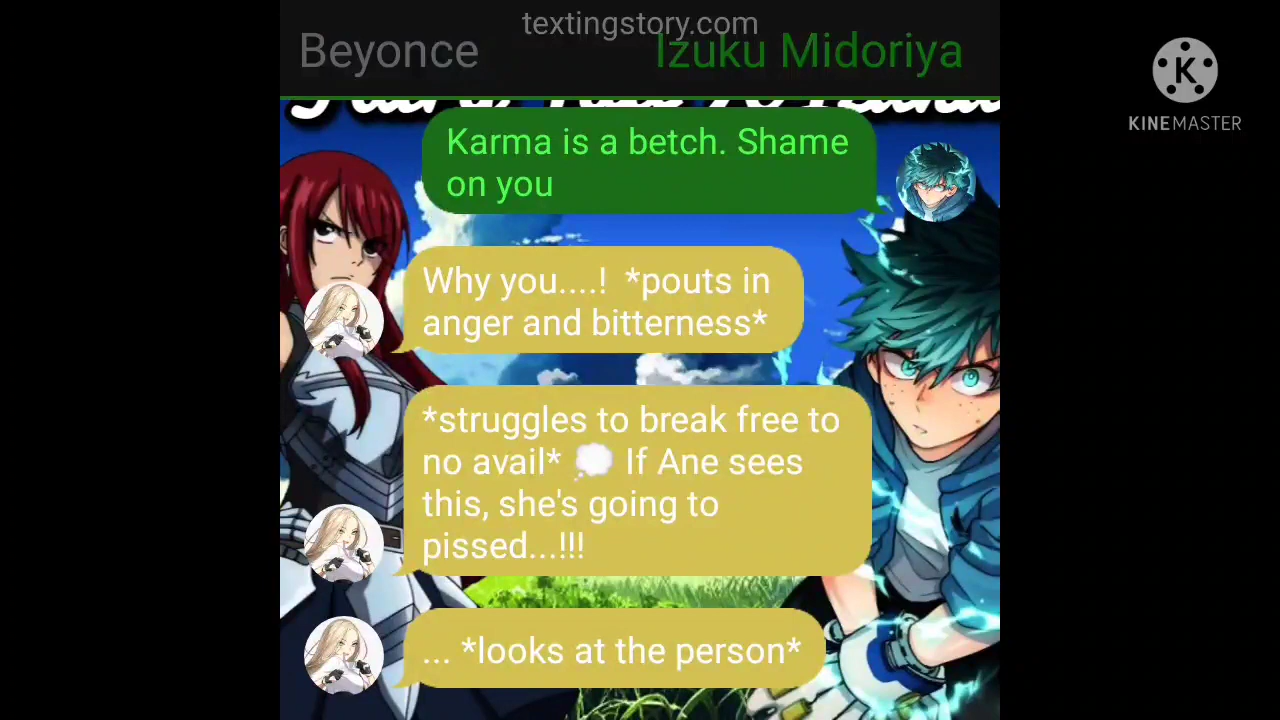 textingstory.com
Beyonce
Izuku Midoriya
KINEMASTER
Karma is a betch. Shame
on you
Why you....! *pouts in
anger and bitterness*
*struggles to break free to
no avail* 💭 If Ane sees
this, she's going to
pissed...!!!
... *looks at the person*